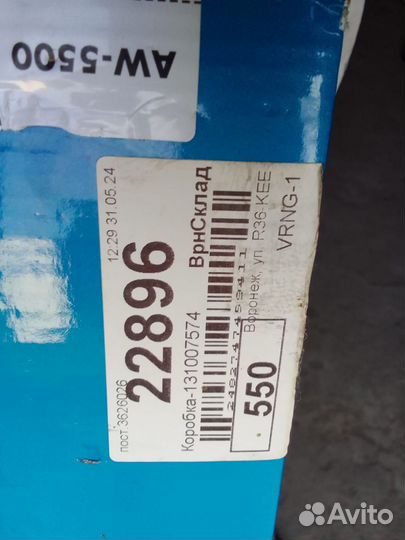 AW-5500
12:29 31.05.24
пост 3626026
22896
ВрнСклад
Коробка-131007574
Воронеж, ул. P36-KEE
VRNG-1
550
Avito